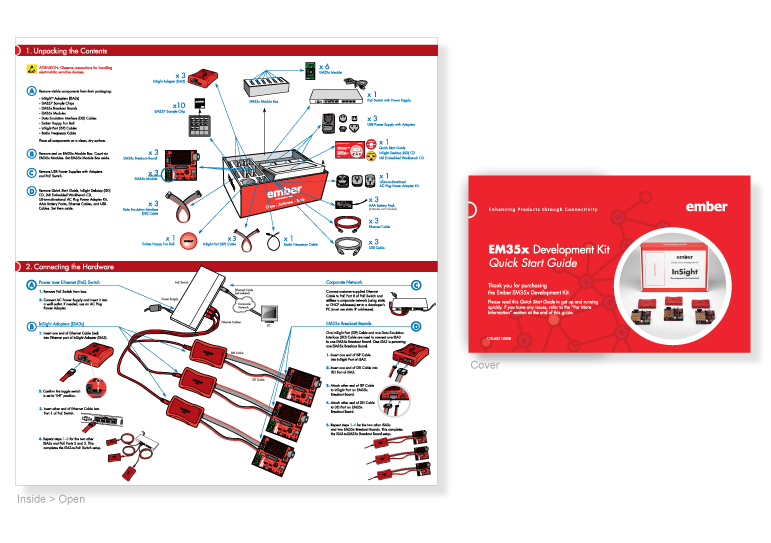 1. Unpacking the Contents
ATTENTION: Observe precautions for handling
electrostatic sensitive devices.
A
Remove visible components from their packaging:
- InSight™ Adapters (ISA3s)
- EM357 Sample Chips
- EM35x Breakout Boards
- EM35x Modules
- Data Emulation Interface (DEI) Cables
- Ember Happy Fun Ball
- InSight Port (ISP) Cables
- Radio Frequency Cable
Place all components on a clean, dry surface.
B
Remove seal on EM35x Module Box. Count six
EM35x Modules. Set EM35x Module Box aside.
C
Remove USB Power Supplies with Adapters
and PoE Switch.
D
Remove Quick Start Guide, InSight Desktop (ISD)
CD, IAR Embedded Workbench CD,
US-to-multinational AC Plug Power Adapter Kit,
AAA Battery Packs, Ethernet Cables, and USB
Cables. Set them aside.
x 3
InSight Adapter (ISA3)
x10
EM357 Sample Chip
x 3
EM35x Breakout Board
x 3
EM35x Module
x 3
Data Emulation Interface
(DEI) Cable
x 1
Ember Happy Fun Ball
x 3
InSight Port (ISP) Cable
x 1
Radio Frequency Cable
EM35x Module Box
x 6
EM35x Module
x 1
PoE Switch with Power Supply
x 3
USB Power Supply with Adapters
x 1
Quick Start Guide
InSight Desktop (ISD) CD
IAR Embedded Workbench CD
x 1
US-to-multinational
AC Plug Power Adapter Kit
x 3
AAA Battery Pack
x 3
Ethernet Cable
x 3
USB Cable
ember
Chips · Software · Tools
2. Connecting the Hardware
A
Power over Ethernet (PoE) Switch
1. Remove PoE Switch from box.
2. Connect AC Power Supply and insert it into
a wall outlet. If needed, use an AC Plug
Power Adapter.
B
InSight Adapters (ISA3s)
1. Insert one end of Ethernet Cable (red)
into Ethernet port of InSight Adapter (ISA3).
2. Confirm the toggle switch
is set to "INT" position.
3. Insert other end of Ethernet Cable into
Port 1 of PoE Switch.
4. Repeat steps 1-3 for the two other
ISA3s and PoE Ports 2 and 3. This
completes the ISA3-to-PoE Switch setup.
PoE Switch
Power Supply
Ethernet Cable
(not included)
Corporate
Network
PC
Ethernet Cables
DEI Cable
ISP Cable
Corporate Network
C
Connect customer-supplied Ethernet
Cable to PoE Port 4 of PoE Switch and
either a corporate network (using static
or DHCP addresses) or to a developer's
PC (must use static IP addresses).
EM35x Breakout Boards
D
One InSight Port (ISP) Cable and one Data Emulation
Interface (DEI) Cable are used to connect one ISA3
to one EM35x Breakout Board. One ISA3 is powering
one EM35x Breakout Board.
1. Insert one end of ISP Cable
into InSight Port of ISA3.
2. Insert one end of DEI Cable into
DEI Port of ISA3.
3. Attach other end of ISP Cable
to InSight Port on EM35x
Breakout Board.
4. Attach other end of DEI Cable
to DEI Port on EM35x
Breakout Board.
5. Repeat steps 1-4 for the two other ISA3s
and two EM35x Breakout Boards. This completes
the ISA3-to-EM35x Breakout Board setup.
Inside > Open
Enhancing Products through Connectivity
ember
EM35x Development Kit
Quick Start Guide
Thank you for purchasing
the Ember EM35x Development Kit.
Please read this Quick Start Guide to get up and running
quickly. If you have any issues, refer to the "For More
Information" section at the end of this guide.
ember
InSight
Cover